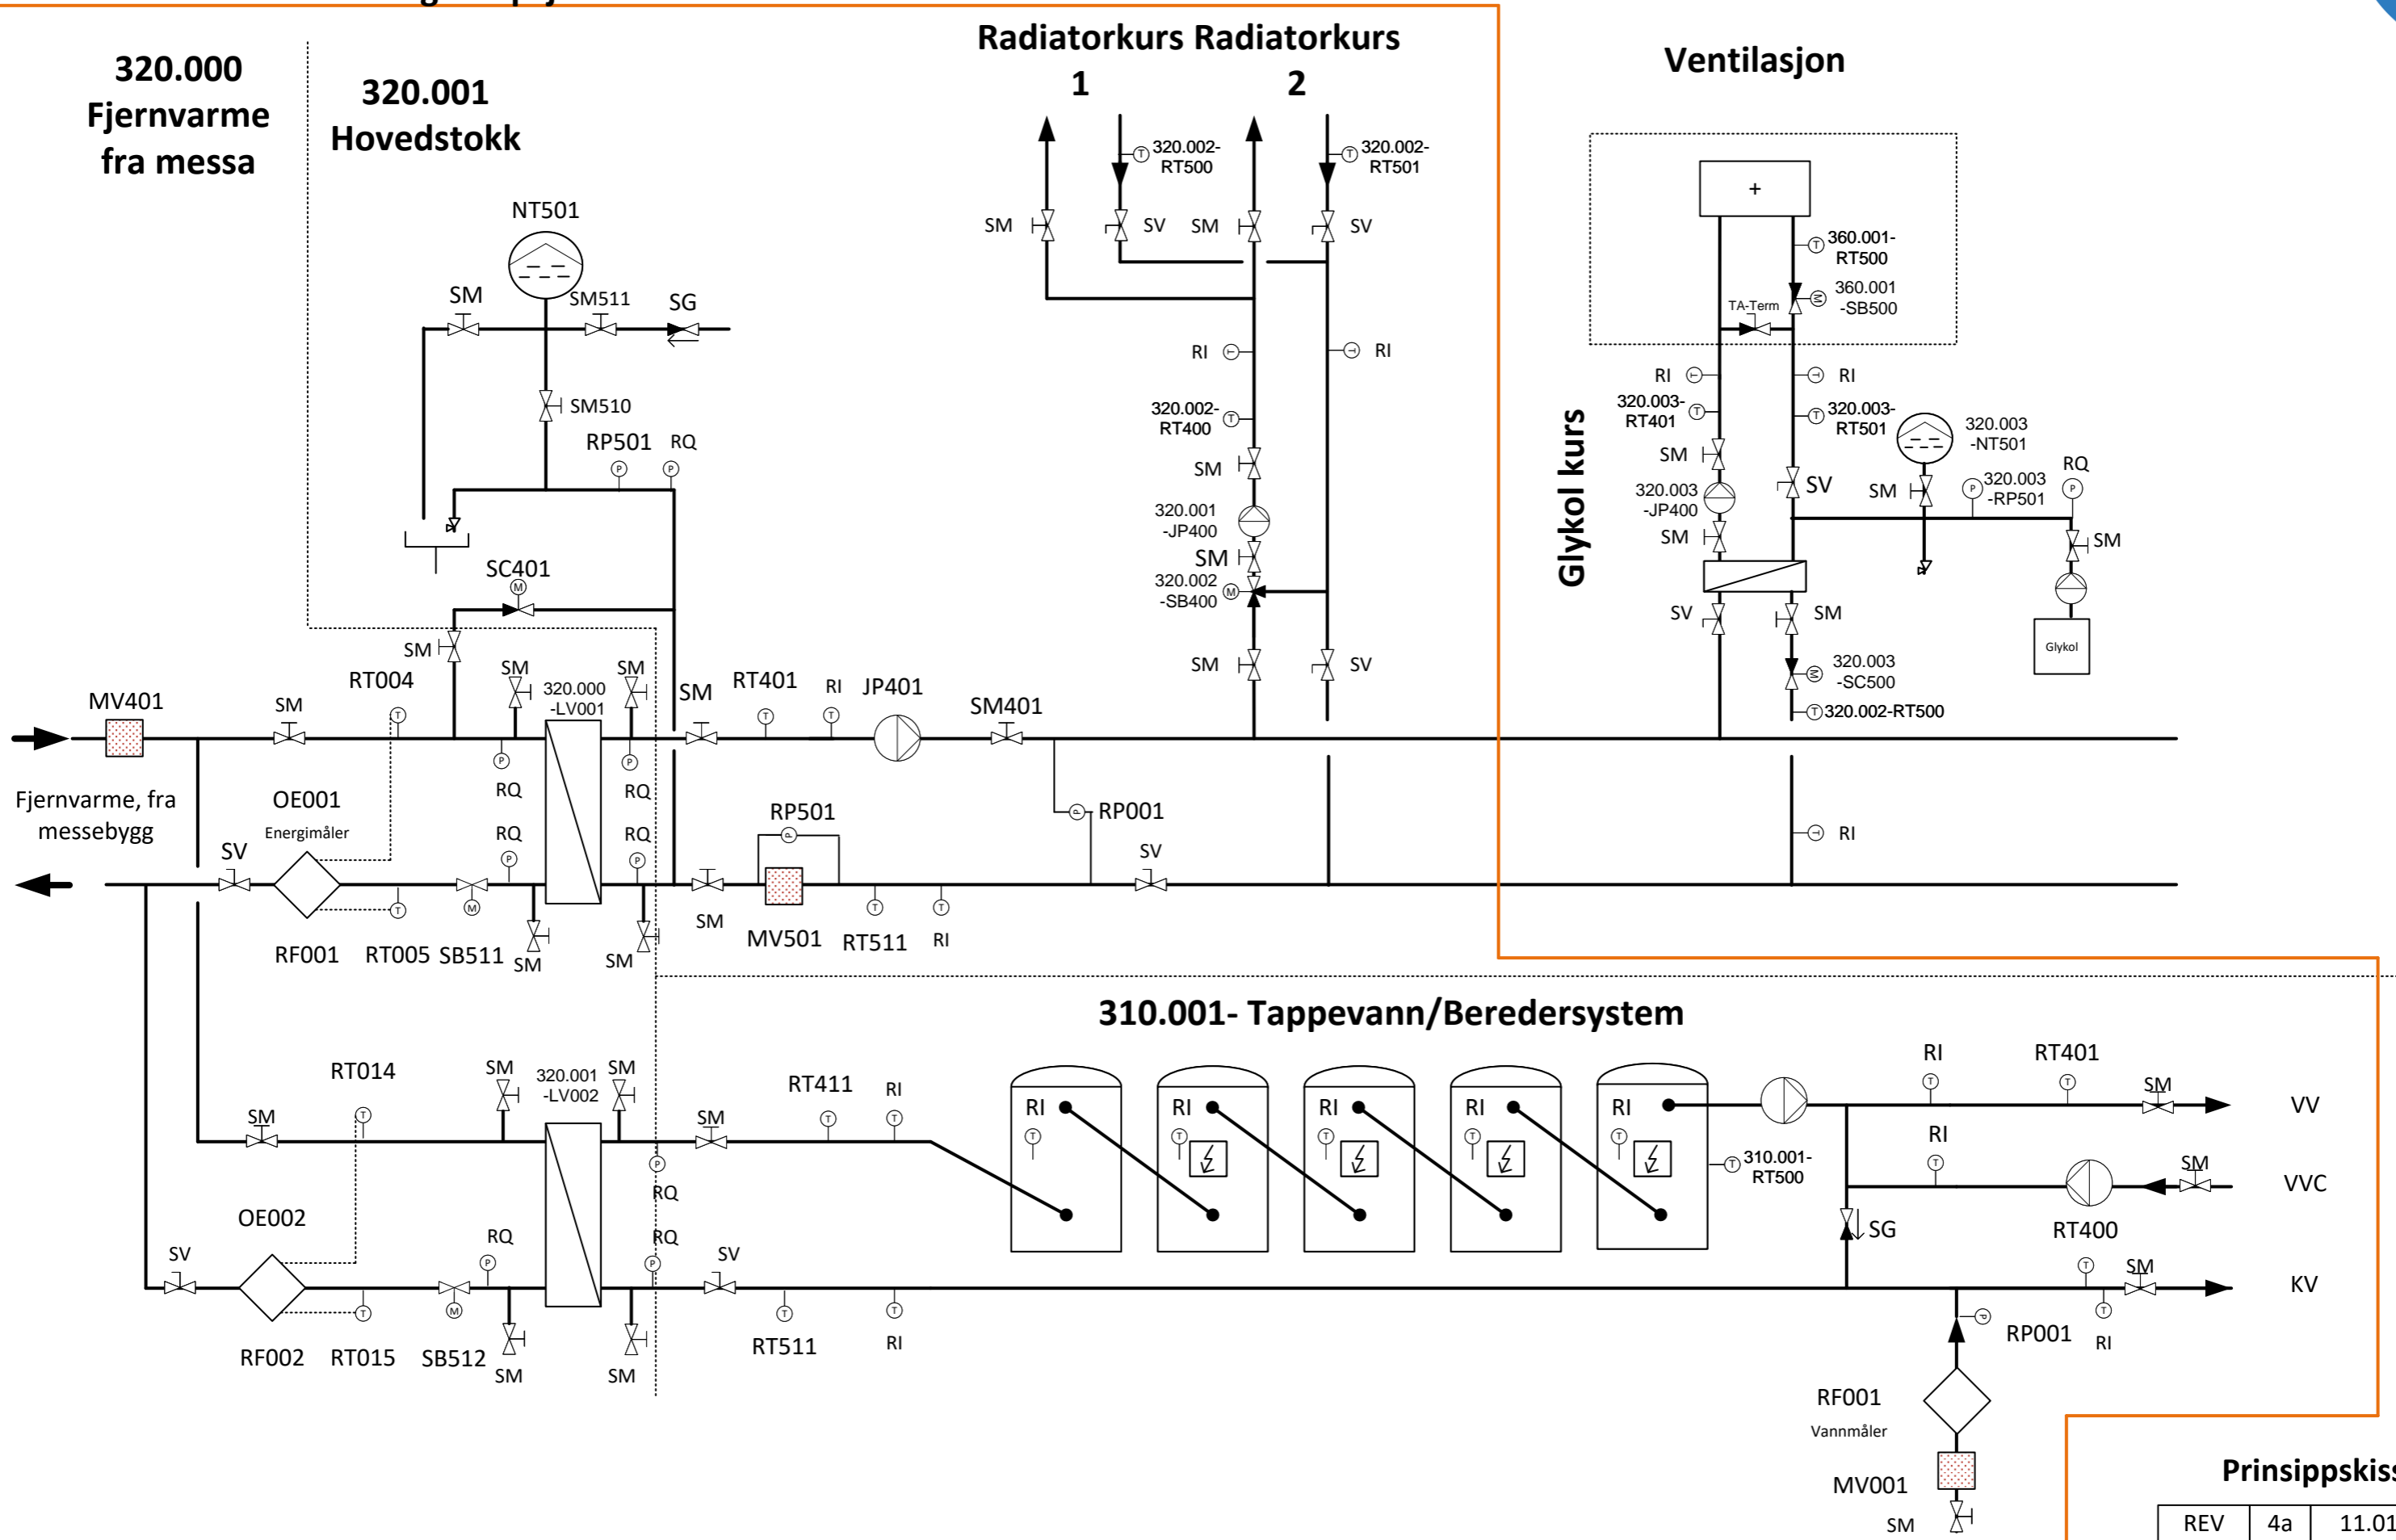 320.000
Fjernvarme
fra messa
320.001
Hovedstokk
Radiatorkurs Radiatorkurs
1
2
Ventilasjon
320.002-
RT500
320.002-
RT501
SM
SV
SM
SV
NT501
SM
SM511
SG
SM510
RP501
RQ
SC401
M
SM
+
360.001-
RT500
360.001
-SB500
TA-Term
RI
RI
320.002-
RT400
SM
320.001
-JP400
SM
320.002
-SB400
SM
SV
RI
RI
320.003-
RT401
320.003-
RT501
SM
SV
320.003
-JP400
SM
Glykol kurs
320.003
-NT501
SM
320.003
-RP501
RQ
SM
Glykol
SV
SM
320.003
-SC500
320.002-RT500
MV401
SM
RT004
SM
320.000
-LV001
SM
SM
RT401
RI
JP401
SM401
Fjernvarme, fra
messebygg
OE001
Energimåler
RQ
RQ
RQ
RQ
RP501
RP001
SV
RI
SV
RF001
RT005
SB511
SM
SM
SM
MV501
RT511
RI
310.001- Tappevann/Beredersystem
SM
RT014
SM
320.001
-LV002
SM
SM
RT411
RI
RI
RI
RI
RI
RI
310.001-
RT500
RI
RT401
SM
VV
RI
SM
VVC
RQ
RQ
OE002
RQ
SV
SV
SG
RT400
SM
KV
RF002
RT015
SB512
SM
SM
RT511
RI
RP001
RI
RF001
Vannmåler
MV001
SM
Prinsippskiss
REV
4a
11.01